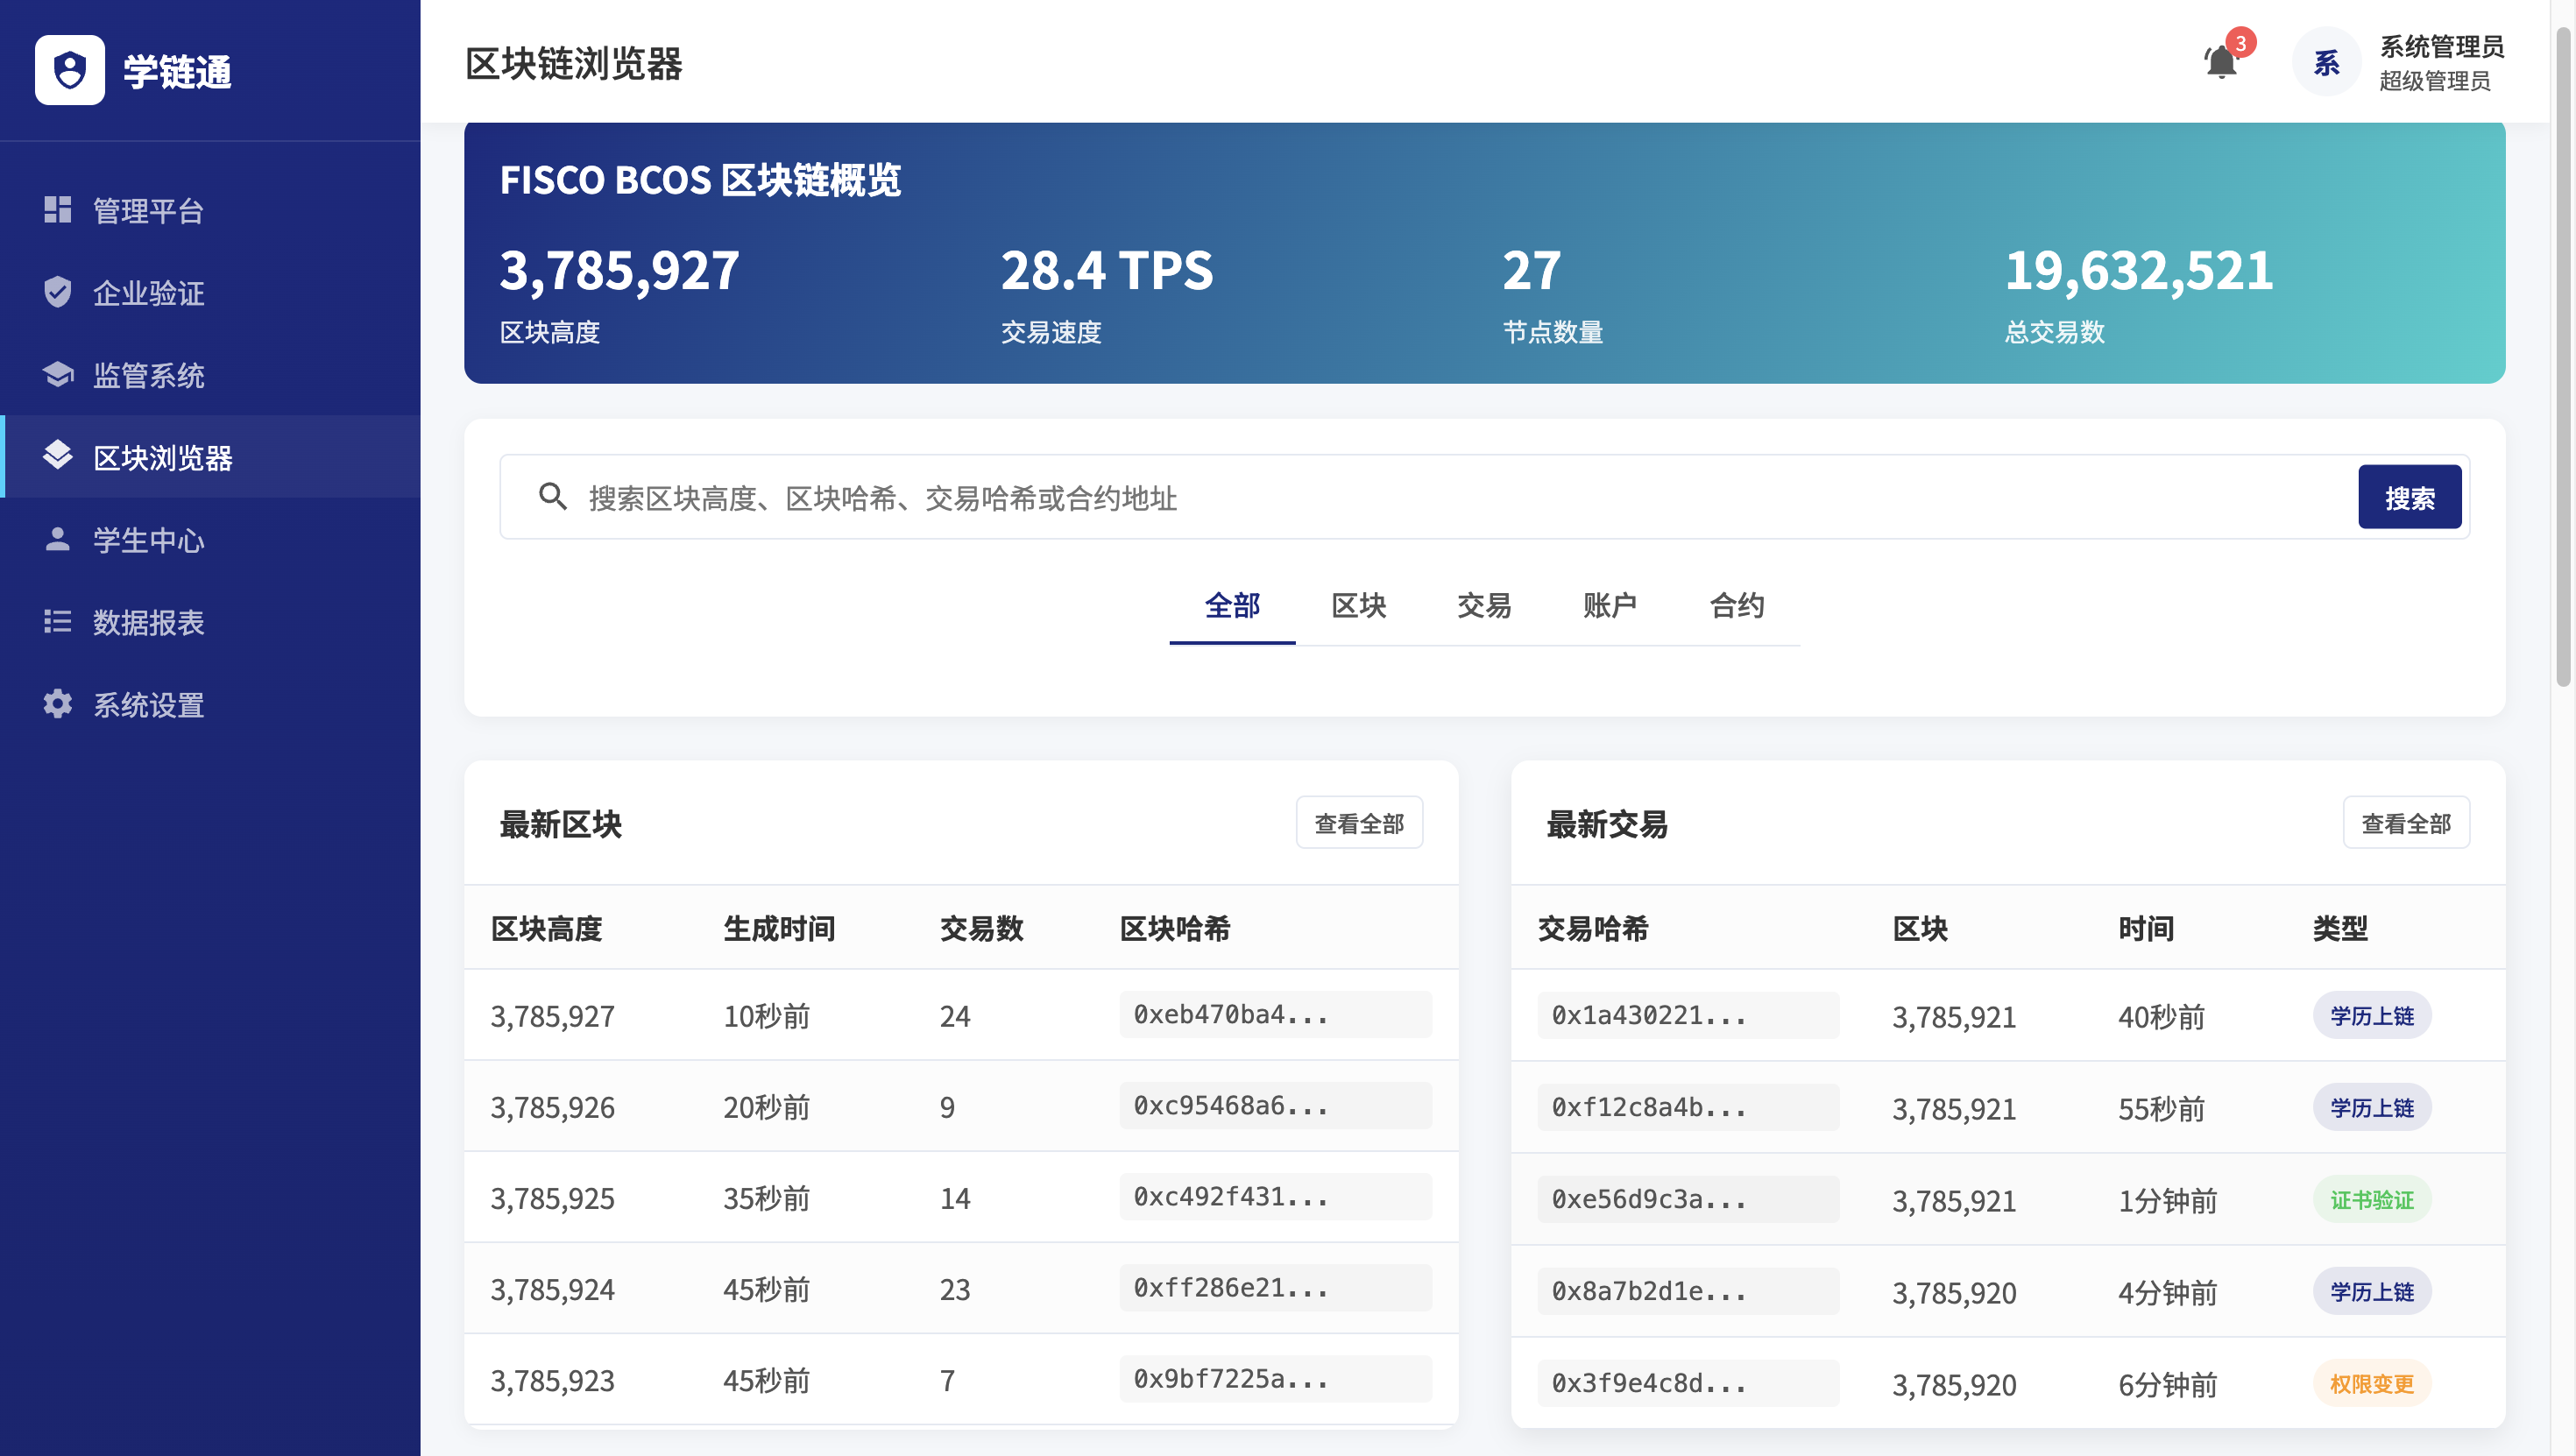 学链通
管理平台
企业验证
监管系统
区块浏览器
学生中心
数据报表
系统设置
区块链浏览器
3
系
系统管理员
超级管理员
FISCO BCOS 区块链概览
3,785,927 28.4 TPS 27 19,632,521
区块高度 交易速度 节点数量 总交易数
搜索区块高度、区块哈希、交易哈希或合约地址 搜索
全部 区块 交易 账户 合约
最新区块 查看全部
区块高度 生成时间 交易数 区块哈希
3,785,927 10秒前 24 0xeb470ba4...
3,785,926 20秒前 9 0xc95468a6...
3,785,925 35秒前 14 0xc492f431...
3,785,924 45秒前 23 0xff286e21...
3,785,923 45秒前 7 0x9bf7225a...
最新交易 查看全部
交易哈希 区块 时间 类型
0x1a430221... 3,785,921 40秒前 学历上链
0xf12c8a4b... 3,785,921 55秒前 学历上链
0xe56d9c3a... 3,785,921 1分钟前 证书验证
0x8a7b2d1e... 3,785,920 4分钟前 学历上链
0x3f9e4c8d... 3,785,920 6分钟前 权限变更